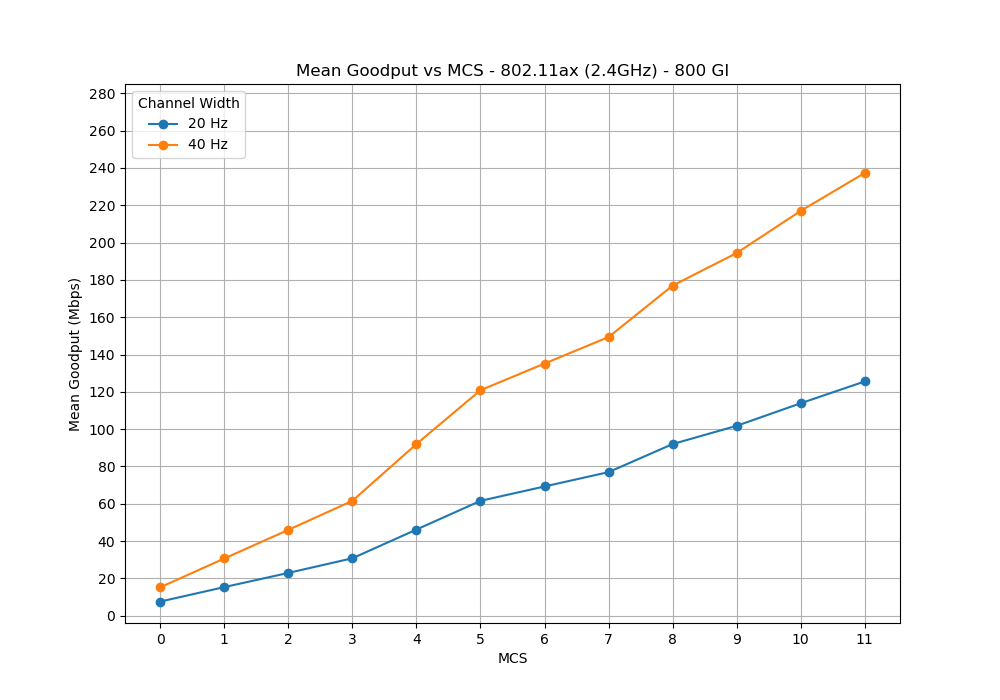 Mean Goodput vs MCS - 802.11ax (2.4GHz) - 800 GI
Channel Width
20 Hz
40 Hz
Mean Goodput (Mbps)
280
260
240
220
200
180
160
140
120
100
80
60
40
20
0
0 1 2 3 4 5 6 7 8 9 10 11
MCS